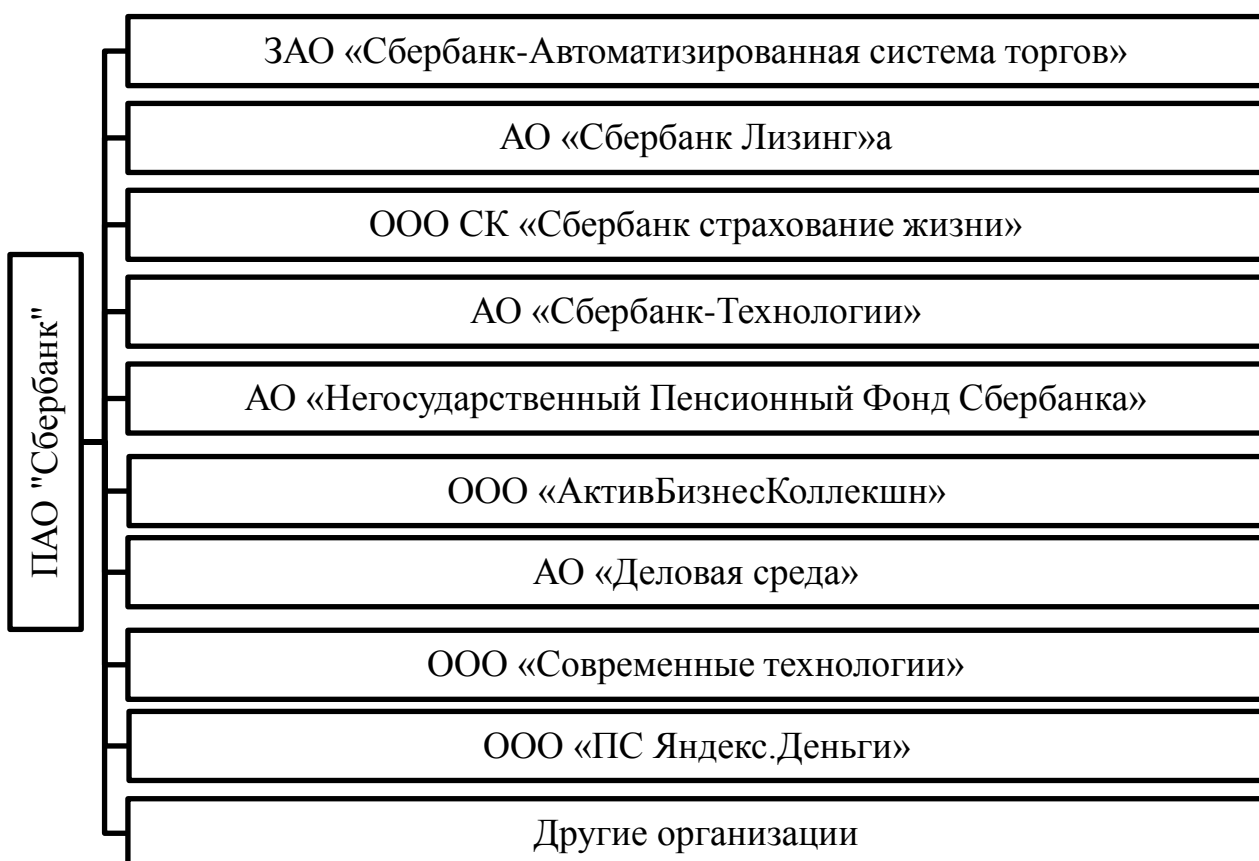 ПАО "Сбербанк"
ЗАО «Сбербанк-Автоматизированная система торгов»
АО «Сбербанк Лизинг»а
ООО СК «Сбербанк страхование жизни»
АО «Сбербанк-Технологии»
АО «Негосударственный Пенсионный Фонд Сбербанка»
ООО «АктивБизнесКоллекшн»
АО «Деловая среда»
ООО «Современные технологии»
ООО «ПС Яндекс.Деньги»
Другие организации